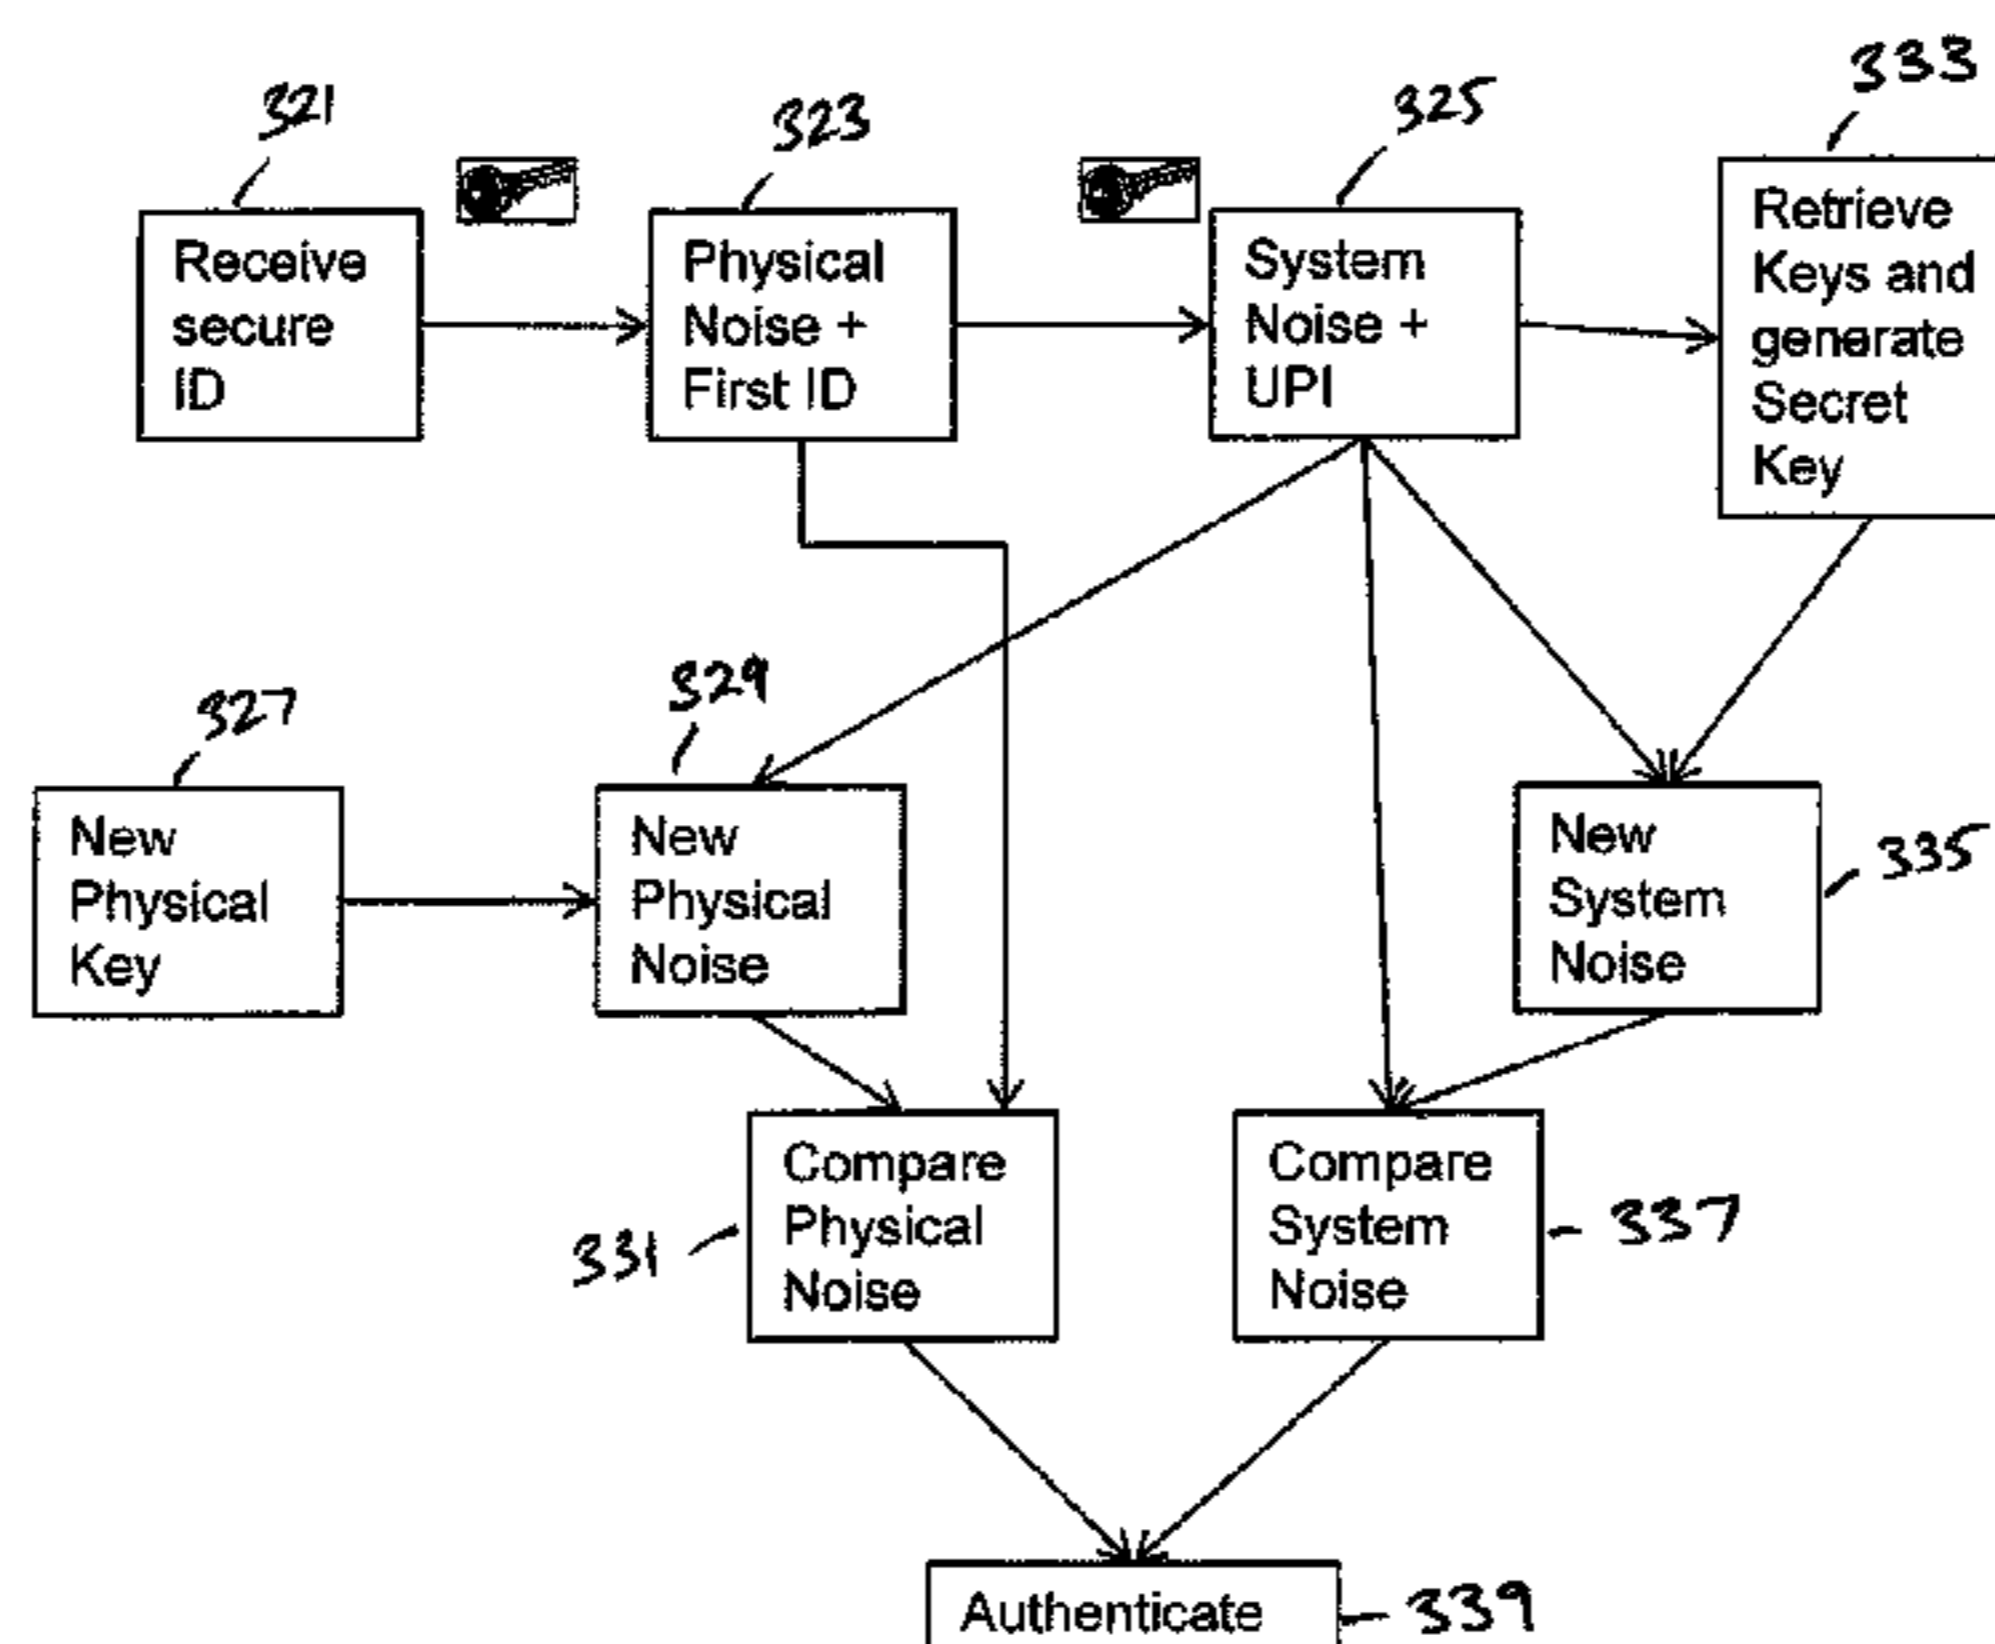 321
323
325
333
Receive
secure
ID
Physical
Noise +
First ID
System
Noise +
UPI
Retrieve
Keys and
generate
Secret
Key
327
329
New
Physical
Key
New
Physical
Noise
New
System
Noise
335
331
Compare
Physical
Noise
Compare
System
Noise
337
Authenticate
339